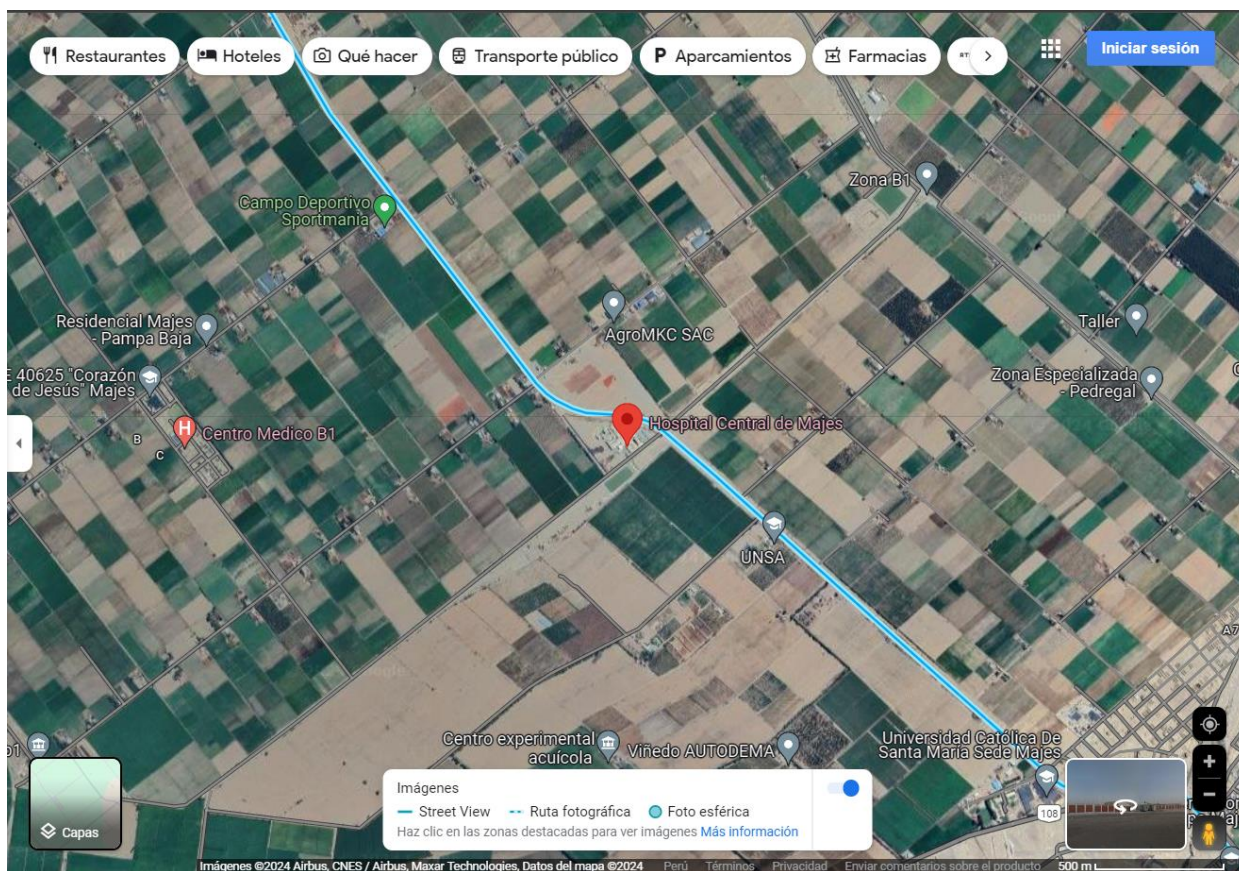 Restaurantes
Hoteles
Qué hacer
Transporte público
P Aparcamientos
Farmacias
Iniciar sesión
Zona B1
Campo Deportivo
Sportmania
AgroMKC SAC
Residencial Majes
- Pampa Baja
Taller
E 40625 "Corazón
de Jesús" Majes
Zona Especializada
- Pedregal
H
Centro Medico B1
Hospital Central de Majes
B
C
UNSA
A7
Centro experimental
acuícola
Viñedo AUTODEMA
Universidad Católica De
Santa María Sede Majes
108
Imágenes
Street View
Ruta fotográfica
Foto esférica
Haz clic en las zonas destacadas para ver imágenes Más información
Capas
Imágenes ©2024 Airbus, CNES / Airbus, Maxar Technologies, Datos del mapa ©2024
Perú
Términos
Privacidad
Enviar comentarios sobre el producto
500 m